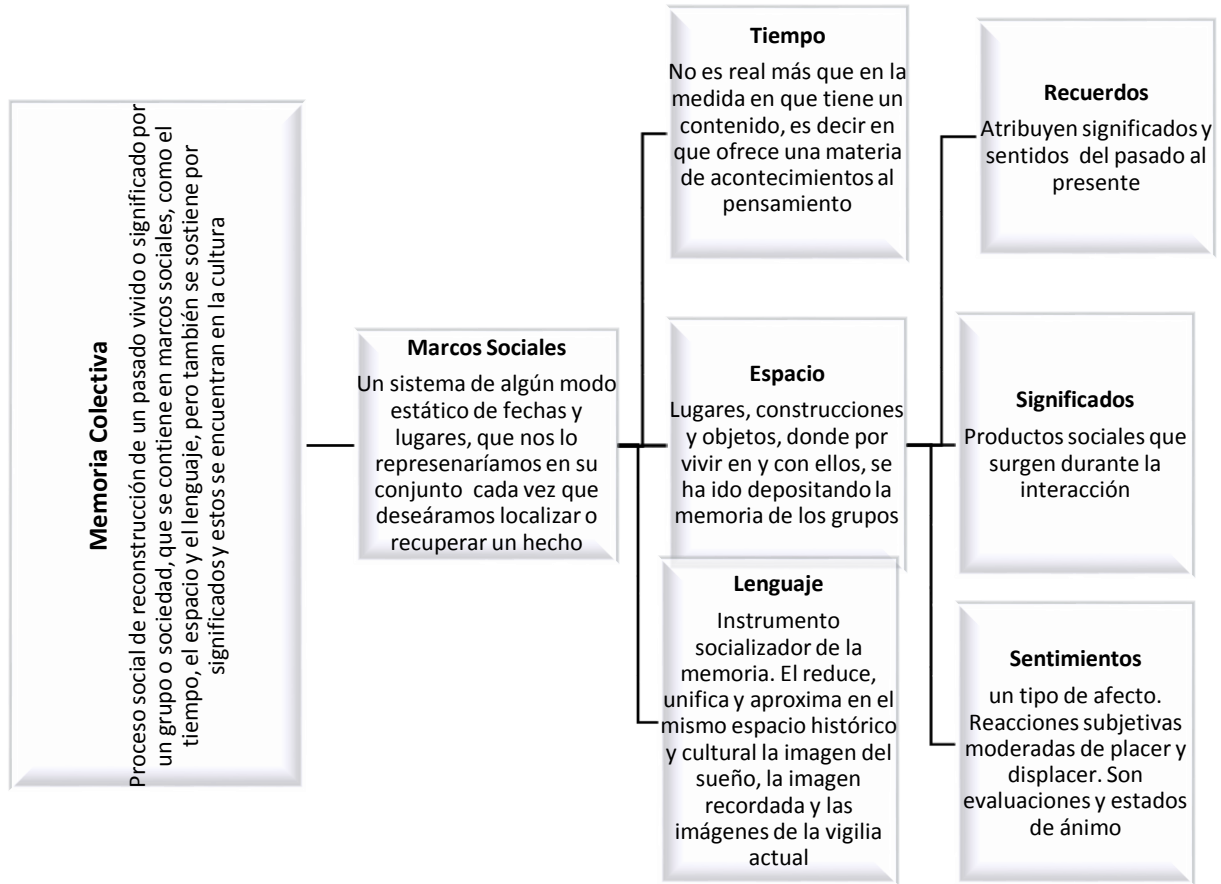 Memoria Colectiva
Proceso social de reconstrucción de un pasado vivido o significado por
un grupo o sociedad, que se contiene en marcos sociales, como el
tiempo, el espacio y el lenguaje, pero también se sostiene por
significados y estos se encuentran en la cultura
Marcos Sociales
Un sistema de algún modo
estático de fechas y
lugares, que nos lo
represenaríamos en su
conjunto cada vez que
deseáramos localizar o
recuperar un hecho
Tiempo
No es real más que en la
medida en que tiene un
contenido, es decir en
que ofrece una materia
de acontecimientos al
pensamiento
Espacio
Lugares, construcciones
y objetos, donde por
vivir en y con ellos, se
ha ido depositando la
memoria de los grupos
Lenguaje
Instrumento
socializador de la
memoria. El reduce,
unifica y aproxima en el
mismo espacio histórico
y cultural la imagen del
sueño, la imagen
recordada y las
imágenes de la vigilia
actual
Recuerdos
Atribuyen significados y
sentidos del pasado al
presente
Significados
Productos sociales que
surgen durante la
interacción
Sentimientos
un tipo de afecto.
Reacciones subjetivas
moderadas de placer y
displacer. Son
evaluaciones y estados
de ánimo